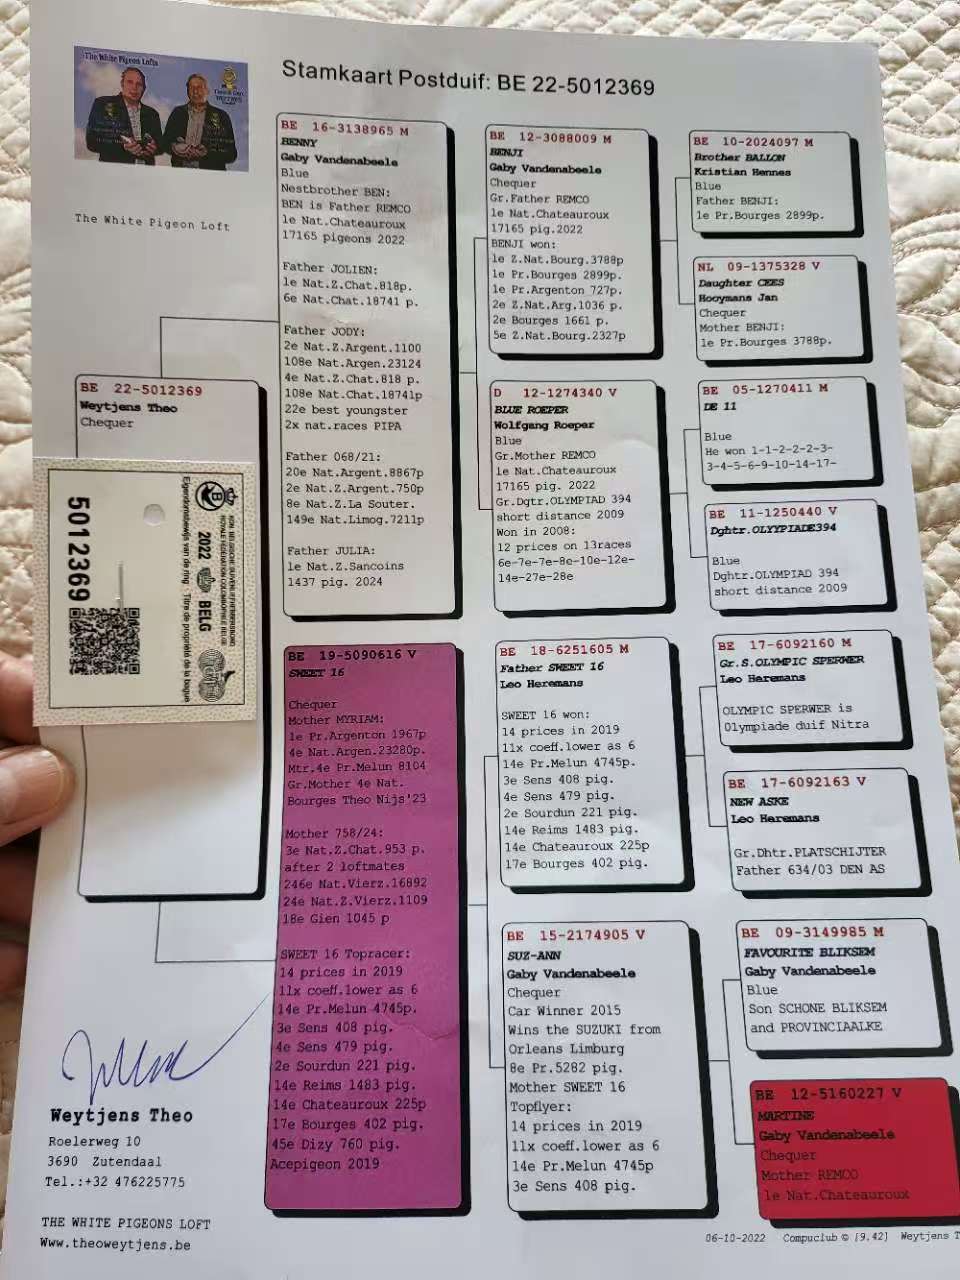 The White Pigeon Lofts
Stamkaart Postduif: BE 22-5012369
The White Pigeon Loft
BE 22-5012369
Weytjens Theo
Chequer
KON. BELGISCHE DUIVENLIEFHEBBERSBOND
ROYALE FÉDÉRATION COLOMBOPHILE BELGE
2022 BELG
Eigendomsbewijs van de ring Titre de propriété de la bague
5012369
BE 16-3138965 M
BENNY
Gaby Vandenabeele
Blue
Nestbrother BEN:
BEN is Father REMCO
1e Nat.Chateauroux
17165 pigeons 2022
Father JOLIEN:
1e Nat.Z.Chat.818p.
6e Nat.Chat.18741 p.
Father JODY:
2e Nat.Z.Argent.1100
108e Nat.Argen.23124
4e Nat.Z.Chat.818 p.
108e Nat.Chat.18741p
22e best youngster
2x nat.races PIPA
Father 068/21:
20e Nat.Argent.8867p
2e Nat.Z.Argent.750p
8e Nat.Z.La Souter.
149e Nat.Limog.7211p
Father JULIA:
1e Nat.Z.Sancoins
1437 pig. 2024
BE 19-5090616 V
SWEET 16
Chequer
Mother MYRIAM:
1e Pr.Argenton 1967p
4e Nat.Argen.23280p.
Mtr.4e Pr.Melun 8104
Gr.Mother 4e Nat.
Bourges Theo Nijs'23
Mother 758/24:
3e Nat.Z.Chat.953 p.
after 2 loftmates
246e Nat.Vierz.16892
24e Nat.Z.Vierz.1109
18e Gien 1045 p
SWEET 16 Topracer:
14 prices in 2019
11x coeff.lower as 6
14e Pr.Melun 4745p.
3e Sens 408 pig.
4e Sens 479 pig.
2e Sourdun 221 pig.
14e Reims 1483 pig.
14e Chateauroux 225p
17e Bourges 402 pig.
45e Dizy 760 pig.
Acepigeon 2019
BE 12-3088009 M
BENJI
Gaby Vandenabeele
Chequer
Gr.Father REMCO
1e Nat.Chateauroux
17165 pig.2022
BENJI won:
1e Z.Nat.Bourg.3788p
1e Pr.Bourges 2899p.
1e Pr.Argenton 727p.
2e Z.Nat.Arg.1036 p.
2e Bourges 1661 p.
5e Z.Nat.Bourg.2327p
D 12-1274340 V
BLUE ROEPER
Wolfgang Roeper
Blue
Gr.Mother REMCO
1e Nat.Chateauroux
17165 pig. 2022
Gr.Dgtr.OLYMPIAD 394
short distance 2009
Won in 2008:
12 prices on 13races
6e-7e-7e-8e-10e-12e-
14e-27e-28e
BE 18-6251605 M
Father SWEET 16
Leo Heremans
SWEET 16 won:
14 prices in 2019
11x coeff.lower as 6
14e Pr.Melun 4745p.
3e Sens 408 pig.
4e Sens 479 pig.
2e Sourdun 221 pig.
14e Reims 1483 pig.
14e Chateauroux 225p
17e Bourges 402 pig.
BE 15-2174905 V
SUZ-ANN
Gaby Vandenabeele
Chequer
Car Winner 2015
Wins the SUZUKI from
Orleans Limburg
8e Pr.5282 pig.
Mother SWEET 16
Topflyer:
14 prices in 2019
11x coeff.lower as 6
14e Pr.Melun 4745p
3e Sens 408 pig.
BE 10-2024097 M
Brother BALLON
Kristian Hennes
Blue
Father BENJI:
1e Pr.Bourges 2899p.
NL 09-1375328 V
Daughter CEES
Hooymans Jan
Chequer
Mother BENJI:
1e Pr.Bourges 3788p.
BE 05-1270411 M
DE 11
Blue
He won 1-1-2-2-2-3-
3-4-5-6-9-10-14-17-
BE 11-1250440 V
Dghtr.OLYYPIADE394
Blue
Dghtr.OLYMPIAD 394
short distance 2009
BE 17-6092160 M
Gr.S.OLYMPIC SPERWER
Leo Heremans
OLYMPIC SPERWER is
Olympiade duif Nitra
BE 17-6092163 V
NEW ASKE
Leo Heremans
Gr.Dhtr.PLATSCHIJTER
Father 634/03 DEN AS
BE 09-3149985 M
FAVOURITE BLIKSEM
Gaby Vandenabeele
Blue
Son SCHONE BLIKSEM
and PROVINCIAALKE
BE 12-5160227 V
MARTINE
Gaby Vandenabeele
Chequer
Mother REMCO
1e Nat.Chateauroux
Weytjens Theo
Roelerweg 10
3690 Zutendaal
Tel.:+32 476225775
THE WHITE PIGEONS LOFT
Www.theoweytjens.be
06-10-2022 Compuclub © [9.42] Weytjens T